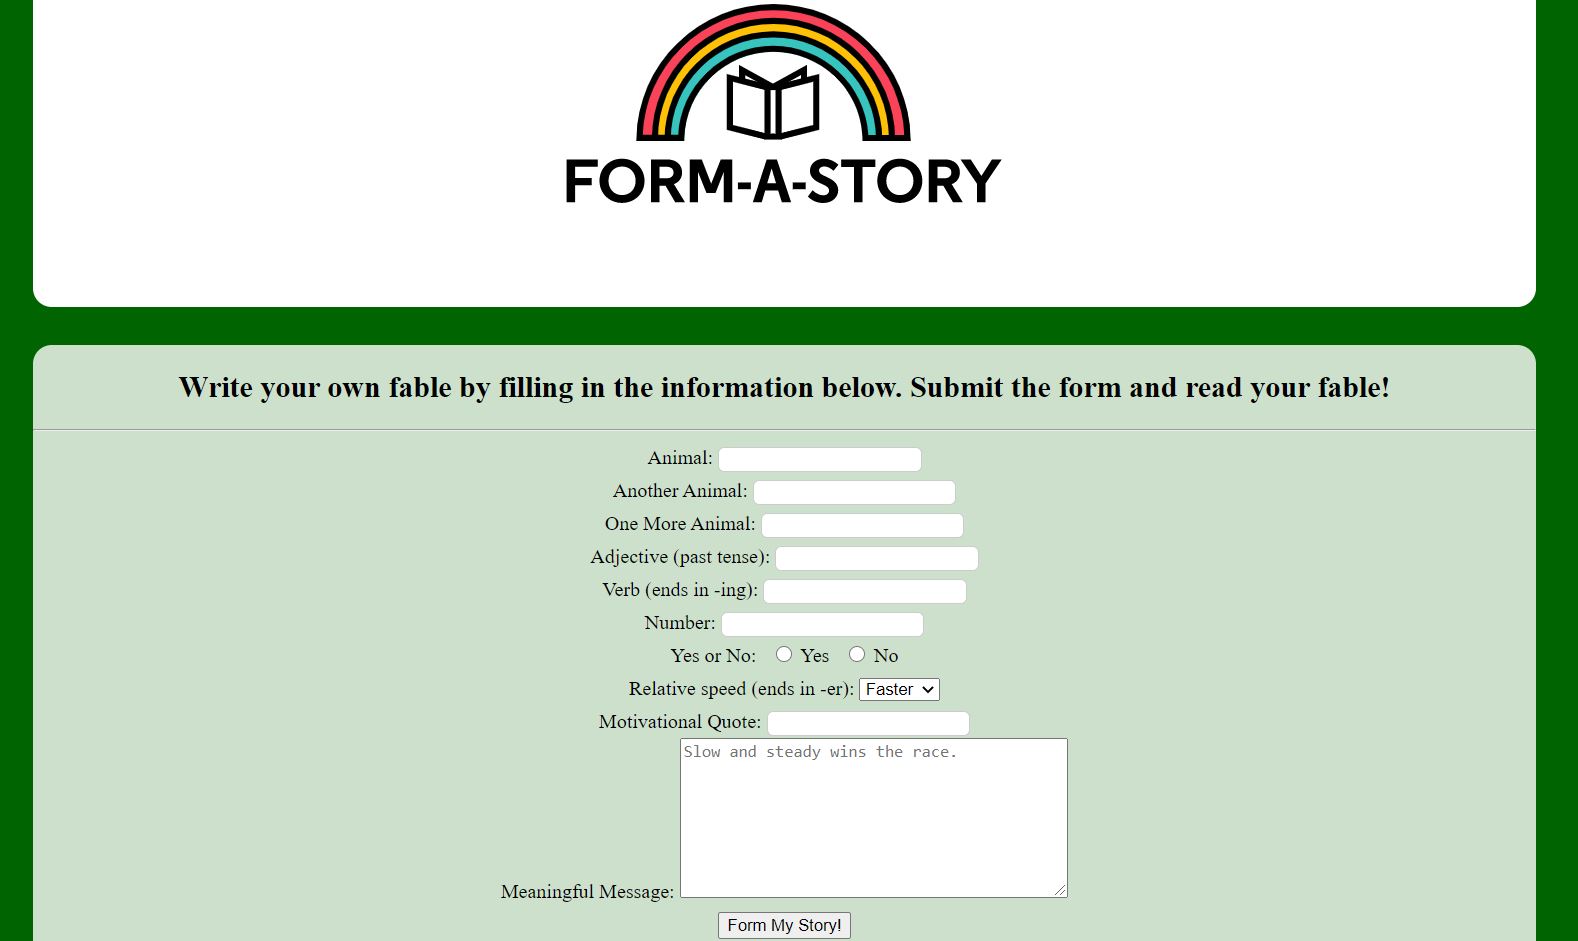 FORM-A-STORY
Write your own fable by filling in the information below. Submit the form and read your fable!
Animal:
Another Animal:
One More Animal:
Adjective (past tense):
Verb (ends in -ing):
Number:
Yes or No: Yes No
Relative speed (ends in -er): Faster
Motivational Quote:
Slow and steady wins the race.
Meaningful Message:
Form My Story!